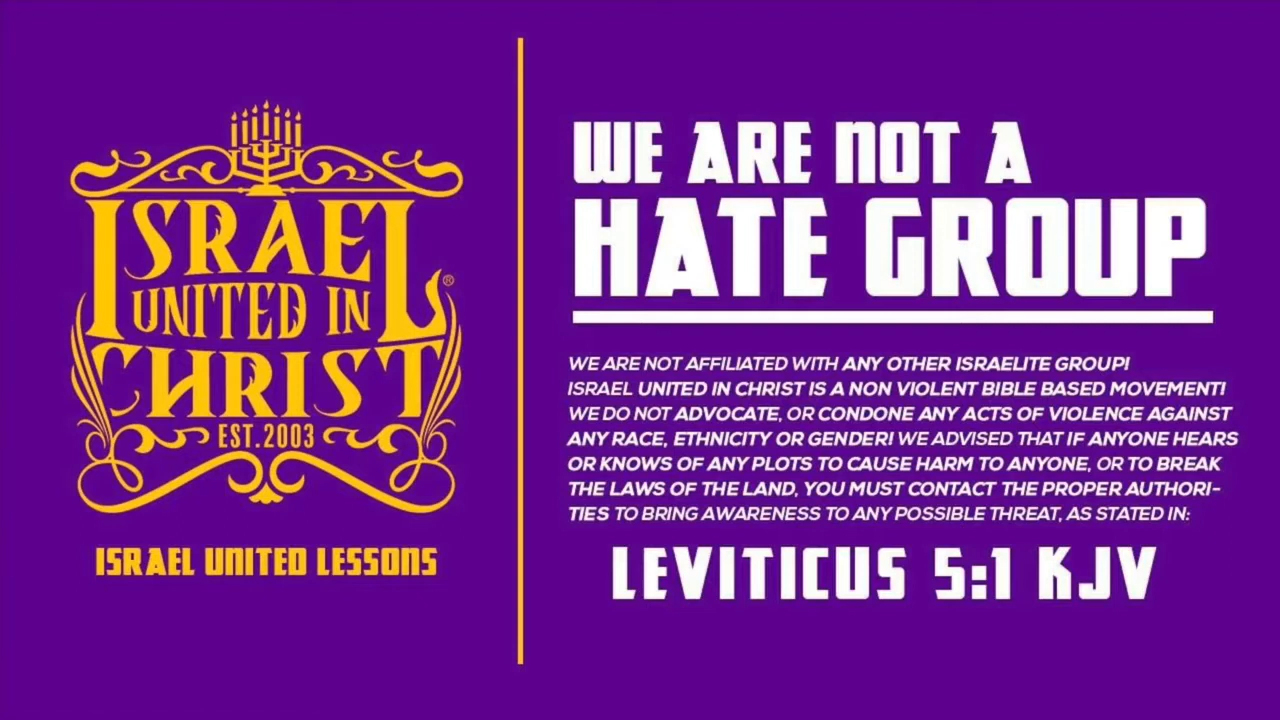 ISRAEL
UNITED IN
CHRIST®
EST.2003
ISRAEL UNITED LESSONS
WE ARE NOT A
HATE GROUP
WE ARE NOT AFFILIATED WITH ANY OTHER ISRAELITE GROUP!
ISRAEL UNITED IN CHRIST IS A NON VIOLENT BIBLE BASED MOVEMENT!
WE DO NOT ADVOCATE, OR CONDONE ANY ACTS OF VIOLENCE AGAINST
ANY RACE, ETHNICITY OR GENDER! WE ADVISED THAT IF ANYONE HEARS
OR KNOWS OF ANY PLOTS TO CAUSE HARM TO ANYONE, OR TO BREAK
THE LAWS OF THE LAND, YOU MUST CONTACT THE PROPER AUTHORI-
TIES TO BRING AWARENESS TO ANY POSSIBLE THREAT, AS STATED IN:
LEVITICUS 5:1 KJV